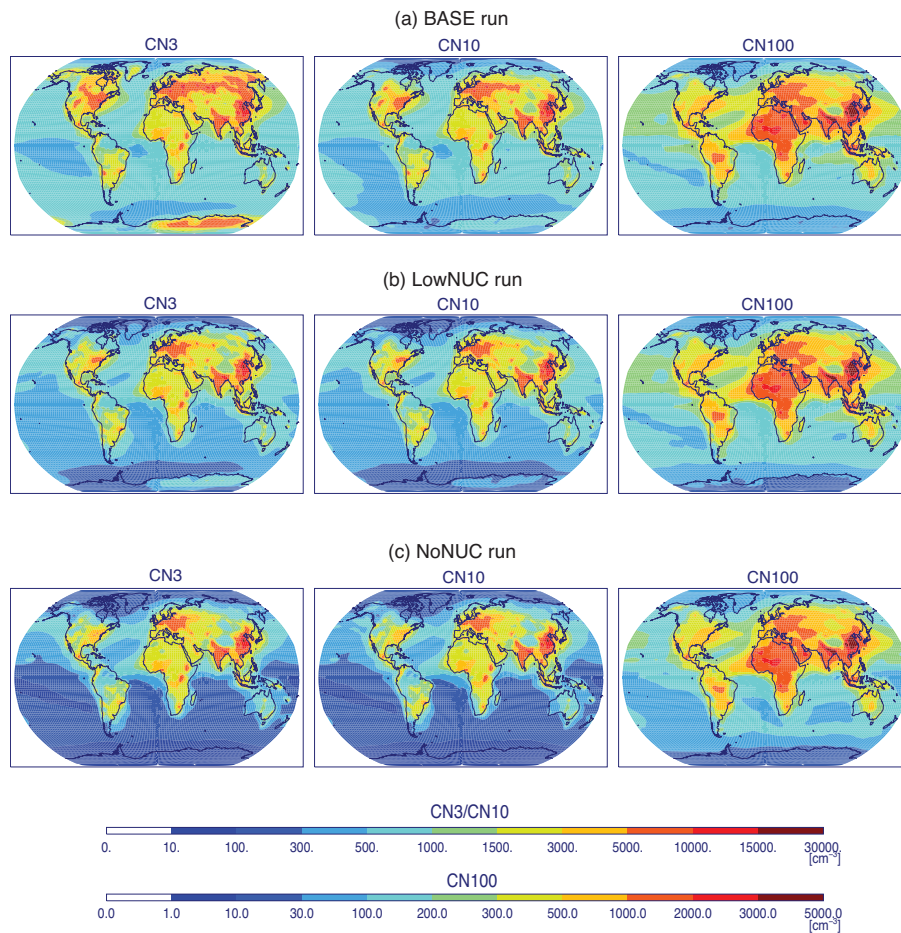 (a) BASE run
CN3 CN10 CN100
(b) LowNUC run
CN3 CN10 CN100
(c) NoNUC run
CN3 CN10 CN100
CN3/CN10
0. 10. 100. 300. 500. 1000. 1500. 3000. 5000. 10000. 15000. 30000.
[cm⁻³]
CN100
0.0 1.0 10.0 30.0 100.0 200.0 300.0 500.0 1000.0 2000.0 3000.0 5000.0
[cm⁻³]